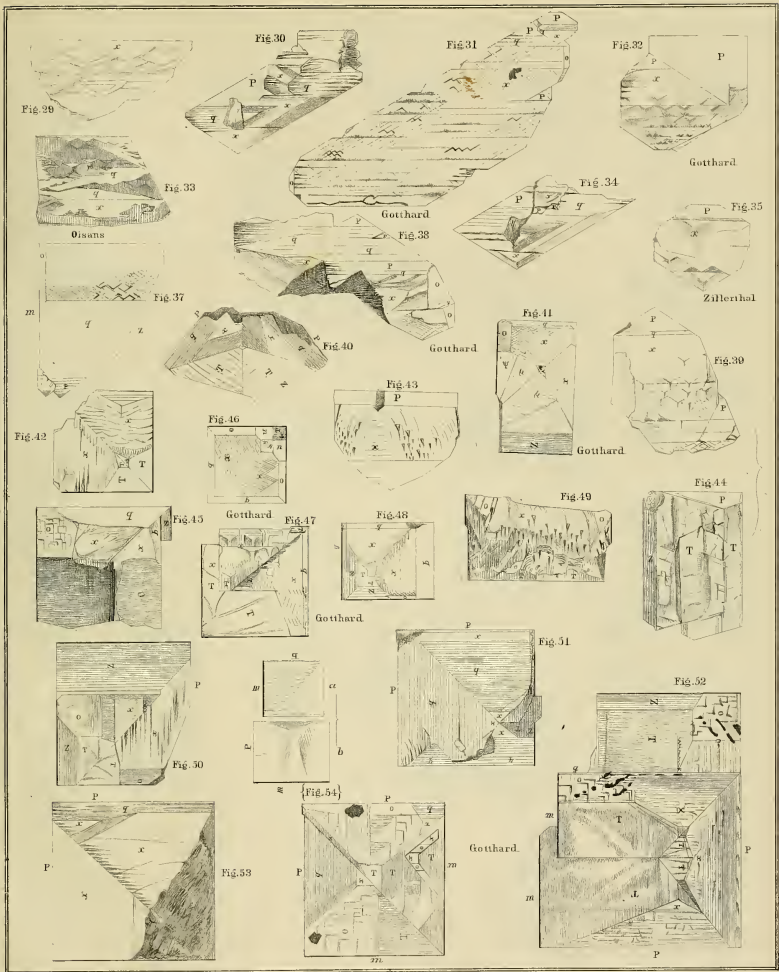 Fig. 29
x
Fig. 30
P
x
q
q
x
q
x
Fig. 31
P
q
x
q
o
x
P
o
Gotthard
Fig. 32
P
P
x
Gotthard
Fig. 33
q
q
x
Oisans
Fig. 34
P
x
q
Fig. 35
P
x
Zillerthal
Fig. 37
o
m
q
z
Fig. 38
q
q
x
P
q
x
o
o
Gotthard
Fig. 40
P
q
x
x
P
q
T
T
Z
Fig. 41
q
o
x
x
Z
Gotthard
Fig. 39
P
q
x
P
Fig. 42
x
x
T
T
T
Fig. 43
P
x
Fig. 46
o
q
x
x
o
b
Gotthard
Fig. 45
q
o
x
x
Fig. 47
x
T
T
x
b
Gotthard
Fig. 48
q
x
x
T
Z
Fig. 49
o
x
o
T
T
Fig. 44
P
T
T
Fig. 50
Z
P
o
x
x
Z
T
T
o
q
m
a
P
b
m
Fig. 51
P
x
q
P
q
x
x
b
h
Fig. 52
Z
T
o
q
m
T
x
T
T
x
P
m
T
x
P
Fig. 53
P
q
x
x
P
x
{Fig. 54}
P
o
q
x
P
q
T
T
T
m
T
m
Gotthard